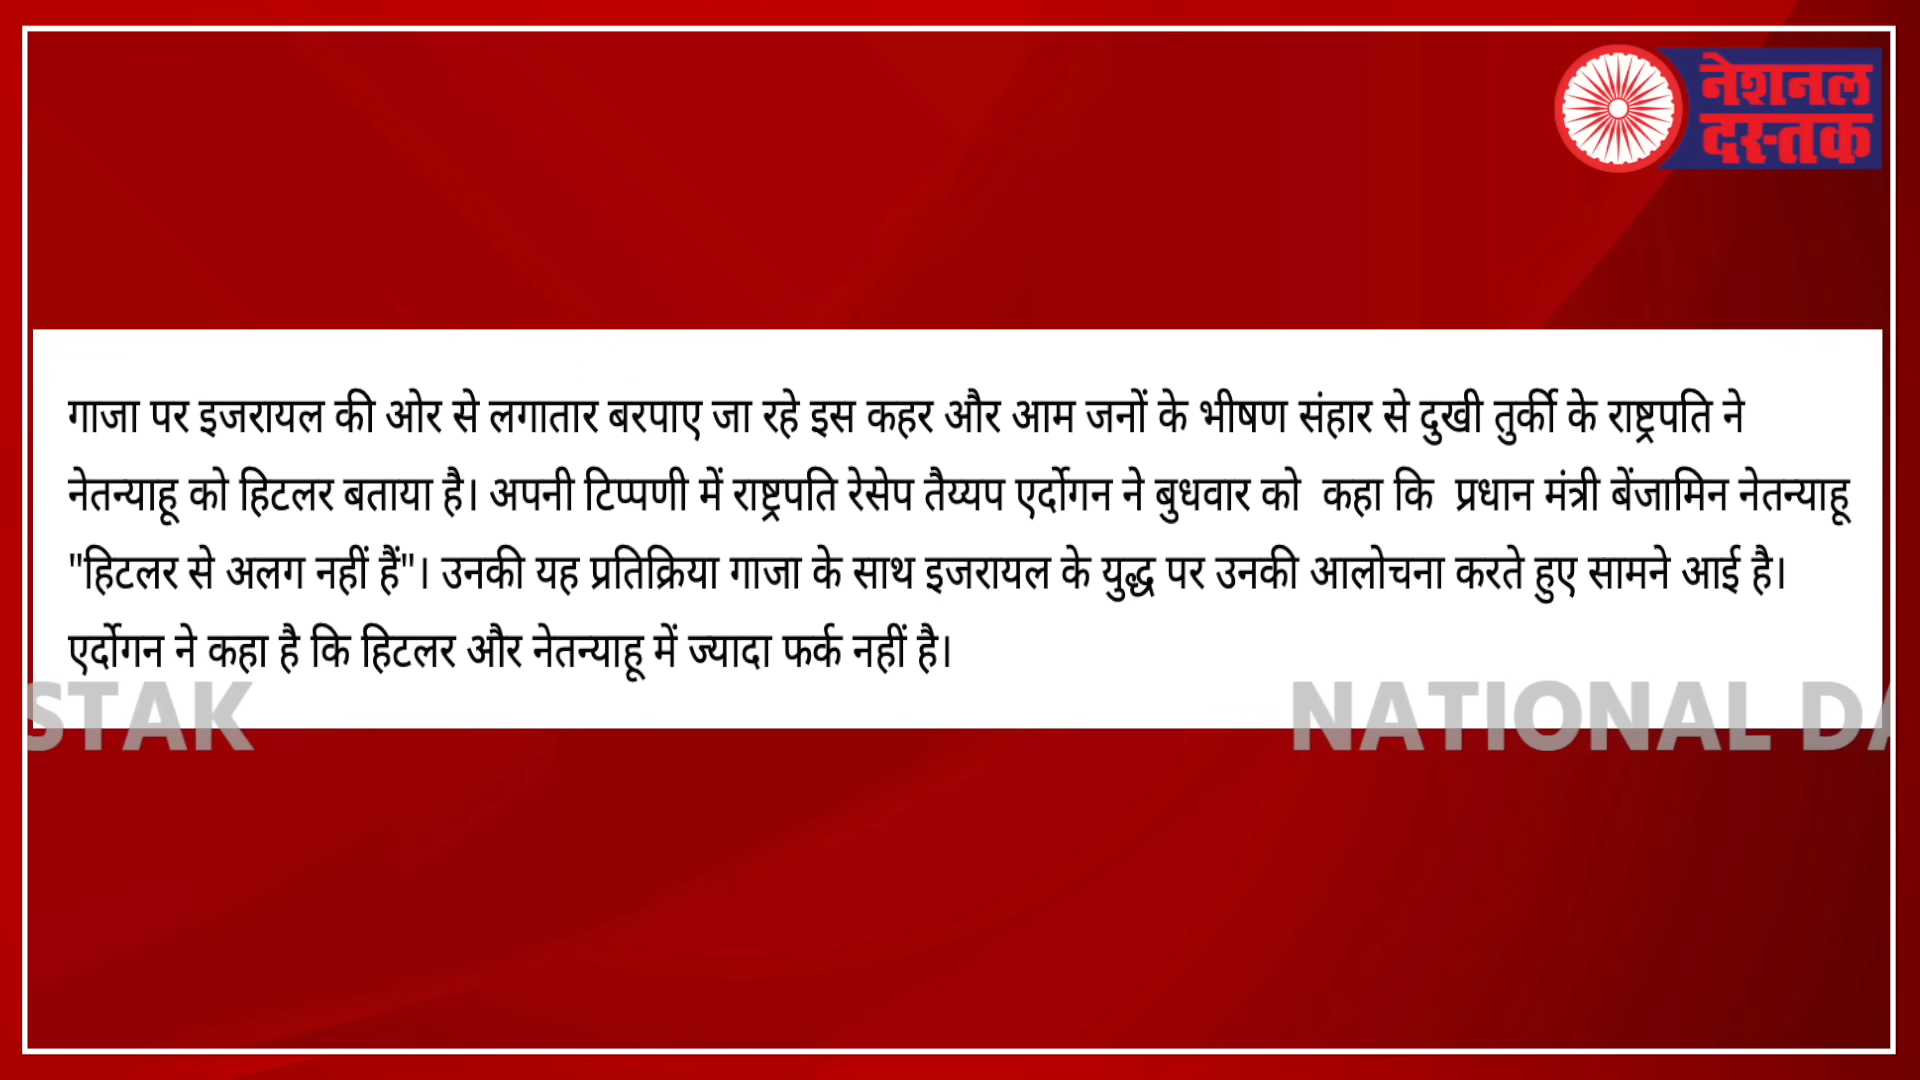 नेशनल
दस्तक
गाजा पर इजरायल की ओर से लगातार बरपाए जा रहे इस कहर और आम जनों के भीषण संहार से दुखी तुर्की के राष्ट्रपति ने
नेतन्याहू को हिटलर बताया है। अपनी टिप्पणी में राष्ट्रपति रेसेप तैय्यप एर्दोगन ने बुधवार को  कहा कि  प्रधान मंत्री बेंजामिन नेतन्याहू
"हिटलर से अलग नहीं हैं"। उनकी यह प्रतिक्रिया गाजा के साथ इजरायल के युद्ध पर उनकी आलोचना करते हुए सामने आई है।
एर्दोगन ने कहा है कि हिटलर और नेतन्याहू में ज्यादा फर्क नहीं है।
STAK NATIONAL DA